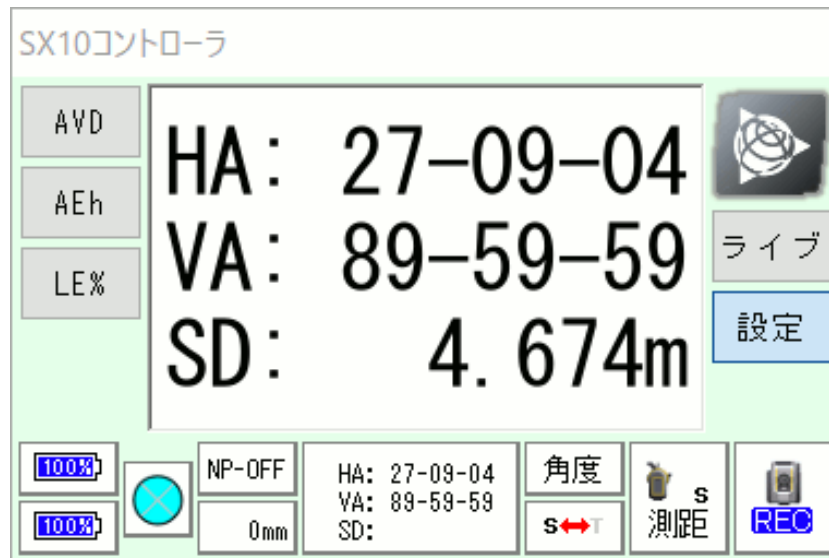 SX10コントローラ
AVD
AEh
LE%
HA: 27-09-04
VA: 89-59-59
SD: 4.674m
ライブ
設定
100%
100%
NP-OFF
0mm
HA: 27-09-04
VA: 89-59-59
SD:
角度
S↔T
S
測距
REC